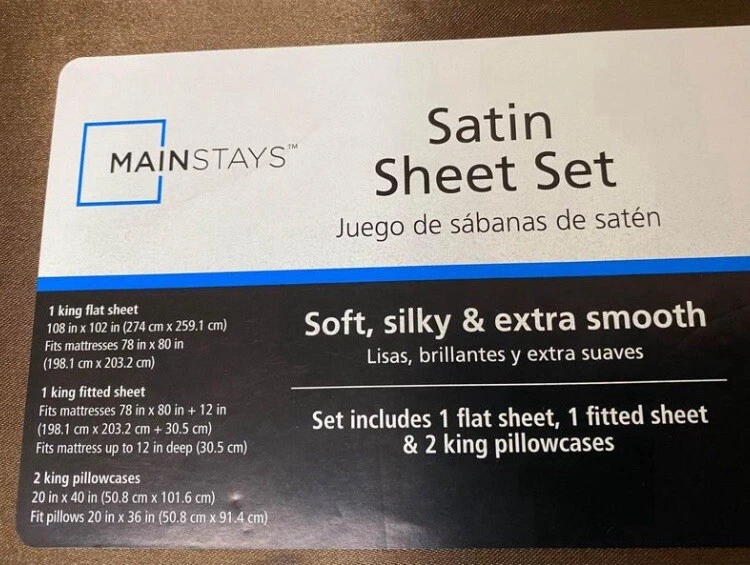 MAINSTAYS™
Satin
Sheet Set
Juego de sábanas de satén
1 king flat sheet
108 in x 102 in (274 cm x 259.1 cm)
Fits mattresses 78 in x 80 in
(198.1 cm x 203.2 cm)
1 king fitted sheet
Fits mattresses 78 in x 80 in + 12 in
(198.1 cm x 203.2 cm + 30.5 cm)
Fits mattress up to 12 in deep (30.5 cm)
2 king pillowcases
20 in x 40 in (50.8 cm x 101.6 cm)
Fit pillows 20 in x 36 in (50.8 cm x 91.4 cm)
Soft, silky & extra smooth
Lisas, brillantes y extra suaves
Set includes 1 flat sheet, 1 fitted sheet
& 2 king pillowcases